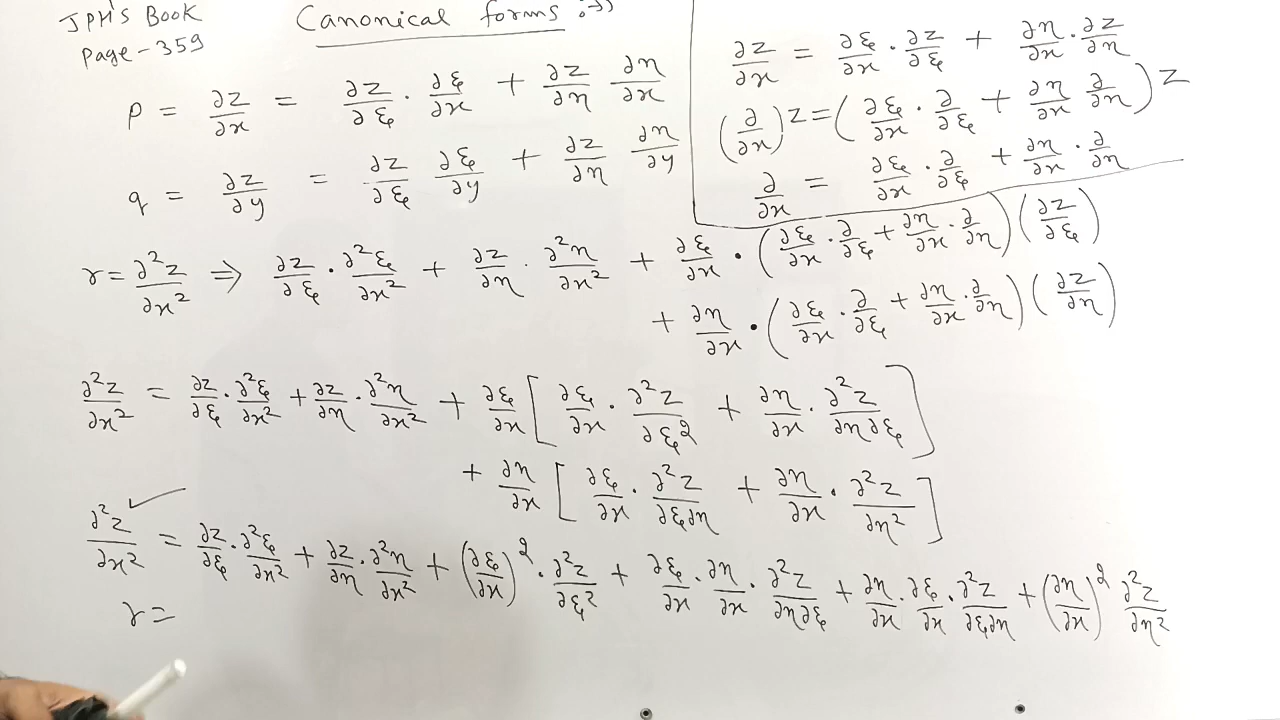 JPH'S Book
Page - 359
Canonical forms :→
p = ∂z/∂x = ∂z/∂ξ · ∂ξ/∂x + ∂z/∂η ∂η/∂x
q = ∂z/∂y = ∂z/∂ξ ∂ξ/∂y + ∂z/∂η ∂η/∂y
∂z/∂x = ∂ξ/∂x · ∂z/∂ξ + ∂η/∂x · ∂z/∂η
(∂/∂x) z = (∂ξ/∂x · ∂/∂ξ + ∂η/∂x ∂/∂η) z
∂/∂x = ∂ξ/∂x · ∂/∂ξ + ∂η/∂x · ∂/∂η
r = ∂²z/∂x² ⇒ ∂z/∂ξ · ∂²ξ/∂x² + ∂z/∂η · ∂²η/∂x² + ∂ξ/∂x · (∂ξ/∂x · ∂/∂ξ + ∂η/∂x · ∂/∂η) (∂z/∂ξ)
+ ∂η/∂x · (∂ξ/∂x · ∂/∂ξ + ∂η/∂x · ∂/∂η) (∂z/∂η)
∂²z/∂x² = ∂z/∂ξ · ∂²ξ/∂x² + ∂z/∂η · ∂²η/∂x² + ∂ξ/∂x [∂ξ/∂x · ∂²z/∂ξ² + ∂η/∂x · ∂²z/∂η∂ξ]
+ ∂η/∂x [∂ξ/∂x · ∂²z/∂ξ∂η + ∂η/∂x · ∂²z/∂η²]
∂²z/∂x² = ∂z/∂ξ · ∂²ξ/∂x² + ∂z/∂η · ∂²η/∂x² + (∂ξ/∂x)² · ∂²z/∂ξ² + ∂ξ/∂x · ∂η/∂x · ∂²z/∂η∂ξ + ∂η/∂x · ∂ξ/∂x · ∂²z/∂ξ∂η + (∂η/∂x)² ∂²z/∂η²
r =